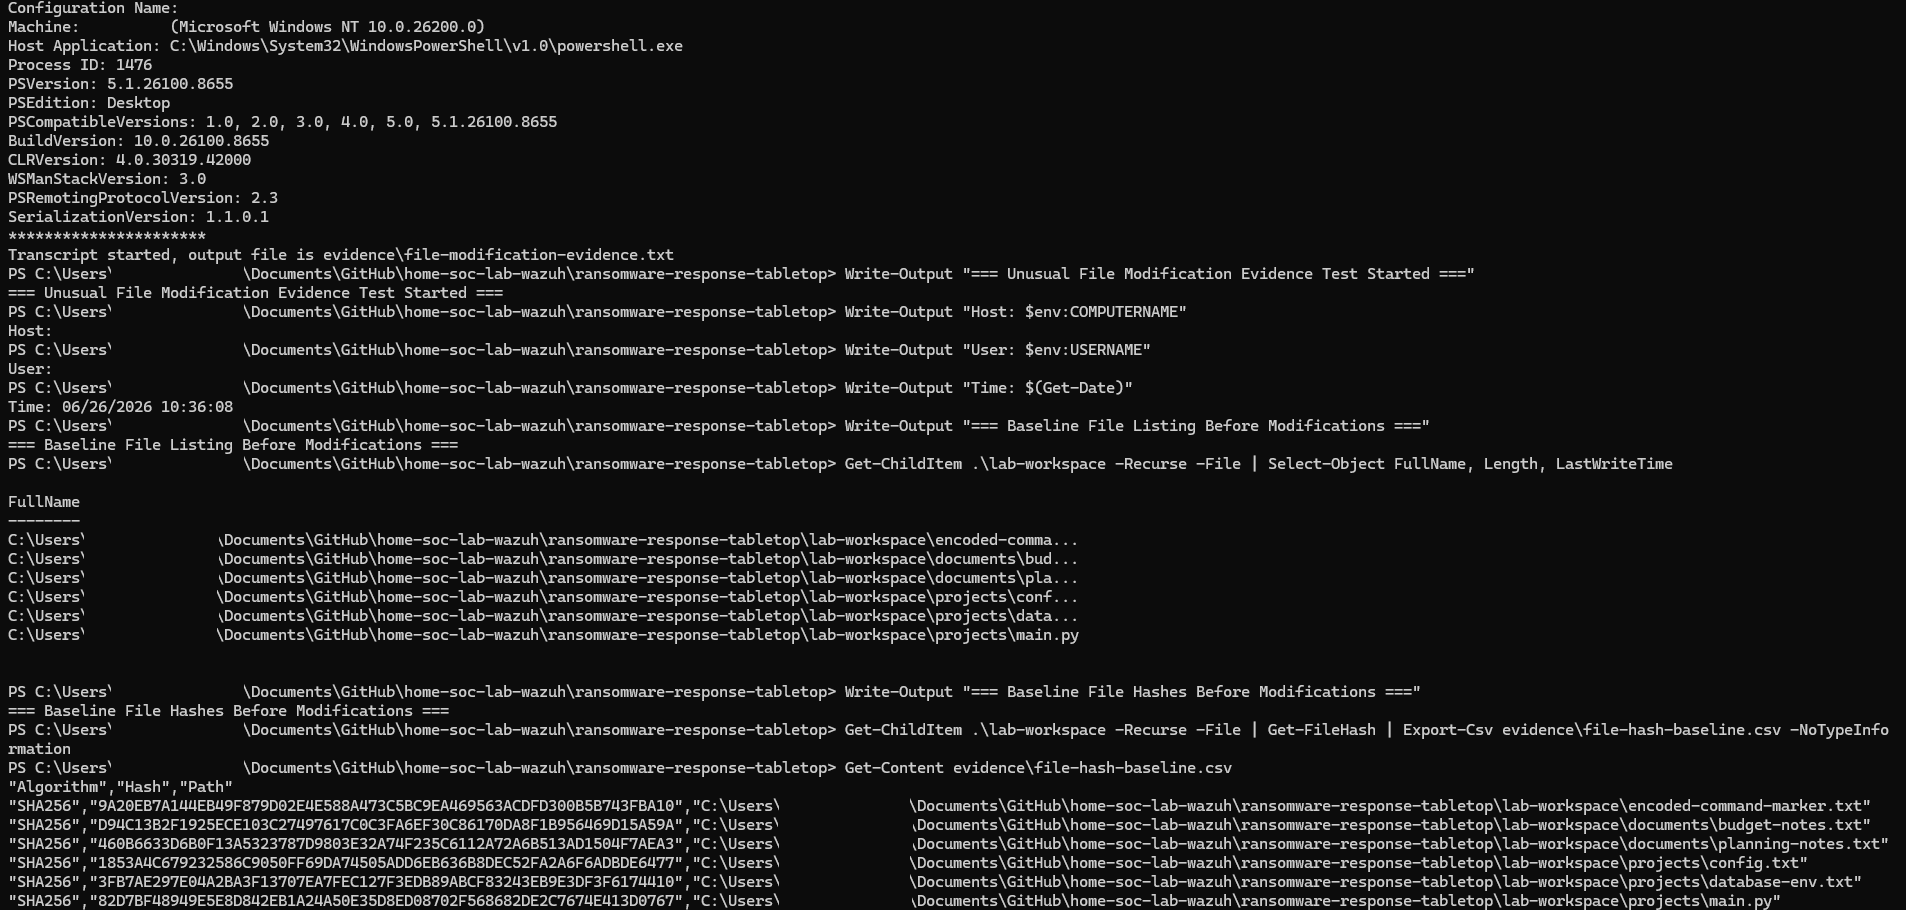 Configuration Name:
Machine:          (Microsoft Windows NT 10.0.26200.0)
Host Application: C:\Windows\System32\WindowsPowerShell\v1.0\powershell.exe
Process ID: 1476
PSVersion: 5.1.26100.8655
PSEdition: Desktop
PSCompatibleVersions: 1.0, 2.0, 3.0, 4.0, 5.0, 5.1.26100.8655
BuildVersion: 10.0.26100.8655
CLRVersion: 4.0.30319.42000
WSManStackVersion: 3.0
PSRemotingProtocolVersion: 2.3
SerializationVersion: 1.1.0.1
**********************
Transcript started, output file is evidence\file-modification-evidence.txt
PS C:\Users\               \Documents\GitHub\home-soc-lab-wazuh\ransomware-response-tabletop> Write-Output "=== Unusual File Modification Evidence Test Started ==="
=== Unusual File Modification Evidence Test Started ===
PS C:\Users\               \Documents\GitHub\home-soc-lab-wazuh\ransomware-response-tabletop> Write-Output "Host: $env:COMPUTERNAME"
Host:
PS C:\Users\               \Documents\GitHub\home-soc-lab-wazuh\ransomware-response-tabletop> Write-Output "User: $env:USERNAME"
User:
PS C:\Users\               \Documents\GitHub\home-soc-lab-wazuh\ransomware-response-tabletop> Write-Output "Time: $(Get-Date)"
Time: 06/26/2026 10:36:08
PS C:\Users\               \Documents\GitHub\home-soc-lab-wazuh\ransomware-response-tabletop> Write-Output "=== Baseline File Listing Before Modifications ==="
=== Baseline File Listing Before Modifications ===
PS C:\Users\               \Documents\GitHub\home-soc-lab-wazuh\ransomware-response-tabletop> Get-ChildItem .\lab-workspace -Recurse -File | Select-Object FullName, Length, LastWriteTime
FullName
--------
C:\Users\               \Documents\GitHub\home-soc-lab-wazuh\ransomware-response-tabletop\lab-workspace\encoded-comma...
C:\Users\               \Documents\GitHub\home-soc-lab-wazuh\ransomware-response-tabletop\lab-workspace\documents\bud...
C:\Users\               \Documents\GitHub\home-soc-lab-wazuh\ransomware-response-tabletop\lab-workspace\documents\pla...
C:\Users\               \Documents\GitHub\home-soc-lab-wazuh\ransomware-response-tabletop\lab-workspace\projects\conf...
C:\Users\               \Documents\GitHub\home-soc-lab-wazuh\ransomware-response-tabletop\lab-workspace\projects\data...
C:\Users\               \Documents\GitHub\home-soc-lab-wazuh\ransomware-response-tabletop\lab-workspace\projects\main.py
PS C:\Users\               \Documents\GitHub\home-soc-lab-wazuh\ransomware-response-tabletop> Write-Output "=== Baseline File Hashes Before Modifications ==="
=== Baseline File Hashes Before Modifications ===
PS C:\Users\               \Documents\GitHub\home-soc-lab-wazuh\ransomware-response-tabletop> Get-ChildItem .\lab-workspace -Recurse -File | Get-FileHash | Export-Csv evidence\file-hash-baseline.csv -NoTypeInfo
rmation
PS C:\Users\               \Documents\GitHub\home-soc-lab-wazuh\ransomware-response-tabletop> Get-Content evidence\file-hash-baseline.csv
"Algorithm","Hash","Path"
"SHA256","9A20EB7A144EB49F879D02E4E588A473C5BC9EA469563ACDFD300B5B743FBA10","C:\Users\               \Documents\GitHub\home-soc-lab-wazuh\ransomware-response-tabletop\lab-workspace\encoded-command-marker.txt"
"SHA256","D94C13B2F1925ECE103C27497617C0C3FA6EF30C86170DA8F1B956469D15A59A","C:\Users\               \Documents\GitHub\home-soc-lab-wazuh\ransomware-response-tabletop\lab-workspace\documents\budget-notes.txt"
"SHA256","460B6633D6B0F13A5323787D9803E32A74F235C6112A72A6B513AD1504F7AEA3","C:\Users\               \Documents\GitHub\home-soc-lab-wazuh\ransomware-response-tabletop\lab-workspace\documents\planning-notes.txt"
"SHA256","1853A4C679232586C9050FF69DA74505ADD6EB636B8DEC52FA2A6F6ADBDE6477","C:\Users\               \Documents\GitHub\home-soc-lab-wazuh\ransomware-response-tabletop\lab-workspace\projects\config.txt"
"SHA256","3FB7AE297E04A2BA3F13707EA7FEC127F3EDB89ABCF83243EB9E3DF3F6174410","C:\Users\               \Documents\GitHub\home-soc-lab-wazuh\ransomware-response-tabletop\lab-workspace\projects\database-env.txt"
"SHA256","82D7BF48949E5E8D842EB1A24A50E35D8ED08702F568682DE2C7674E413D0767","C:\Users\               \Documents\GitHub\home-soc-lab-wazuh\ransomware-response-tabletop\lab-workspace\projects\main.py"